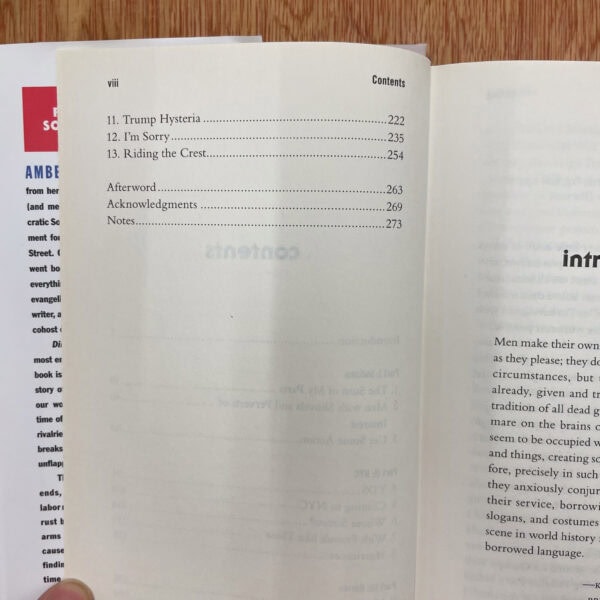 AMBE
from her
(and me
cratic So
ment fo
Street.
went bo
everythi
evangeli
writer, a
cohost
Di
most e
book is
story o
our wo
time of
rivalrie
breaks
unflap
Th
ends,
labor
rust b
arms
cause
findin
time
viii
Contents
11. Trump Hysteria ........ 222
12. I'm Sorry ........ 235
13. Riding the Crest ........ 254
Afterword ........ 263
Acknowledgments ........ 269
Notes ........ 273
intr
Men make their own
as they please; they do
circumstances, but
already, given and tr
tradition of all dead g
mare on the brains o
seem to be occupied w
and things, creating so
fore, precisely in such
they anxiously conjur
their service, borrowi
slogans, and costumes
scene in world history
borrowed language.